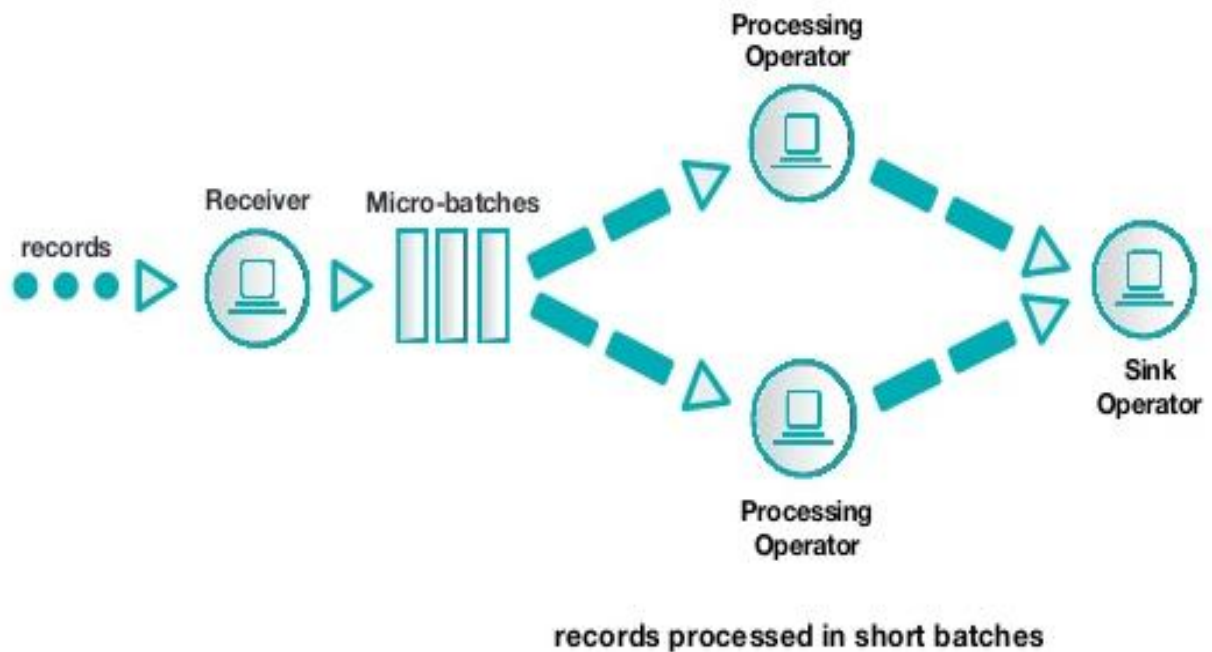 Processing
Operator
Receiver
Micro-batches
records
Sink
Operator
Processing
Operator
records processed in short batches